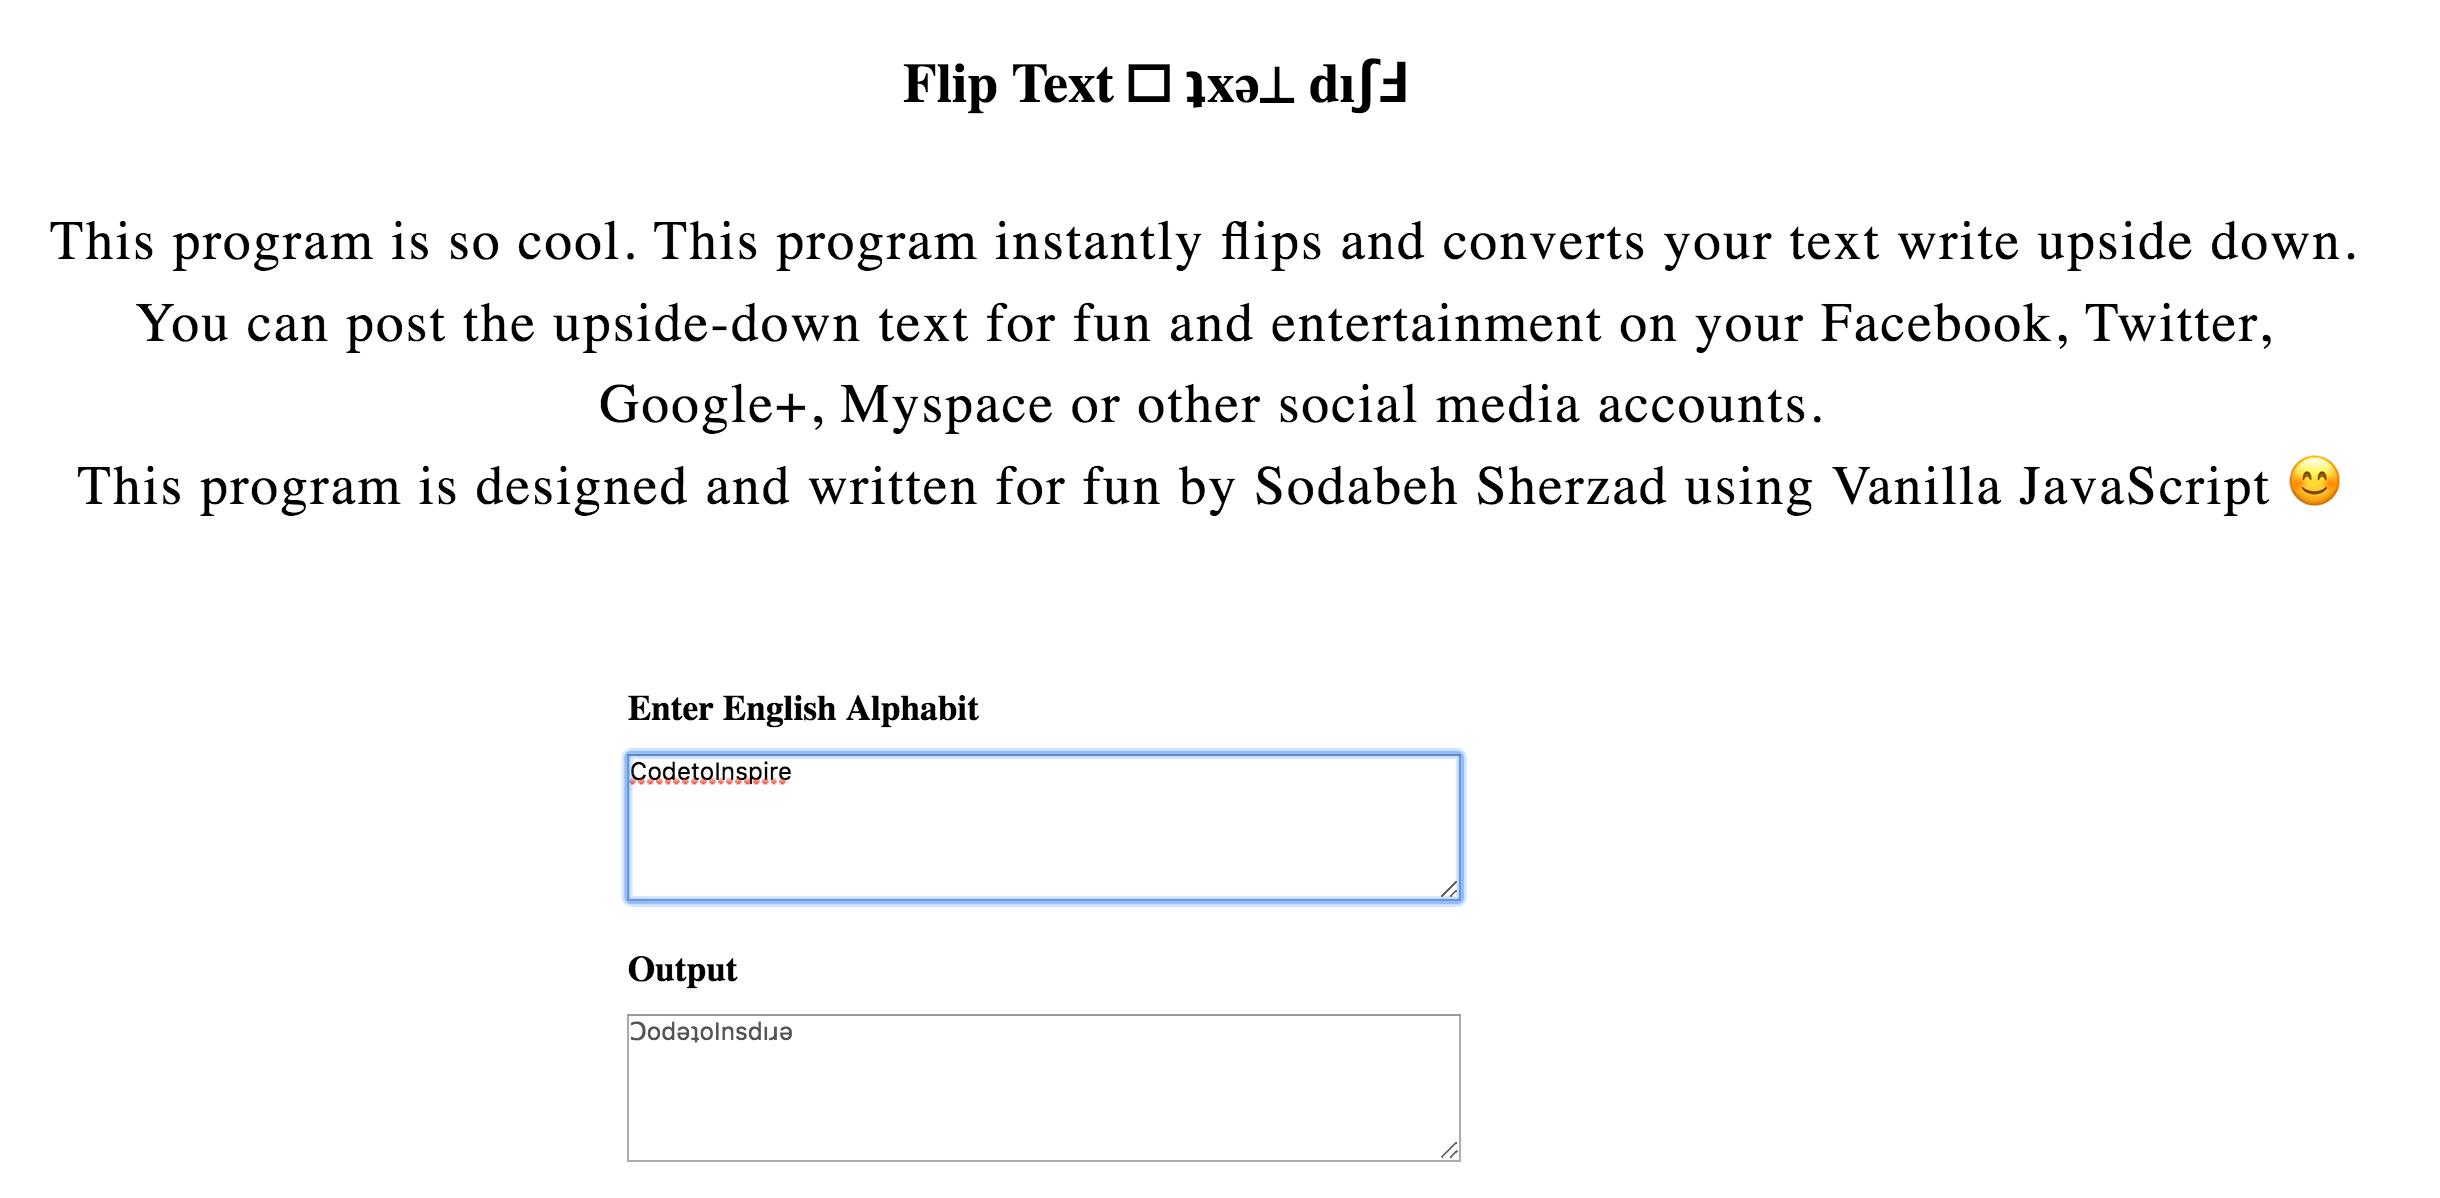 Flip Text □ ʇxǝ⊥ dıʃℲ
This program is so cool. This program instantly flips and converts your text write upside down.
You can post the upside-down text for fun and entertainment on your Facebook, Twitter,
Google+, Myspace or other social media accounts.
This program is designed and written for fun by Sodabeh Sherzad using Vanilla JavaScript 😊
Enter English Alphabit
CodetoInspire
Output
ƆodǝʇoInsdıɹǝ